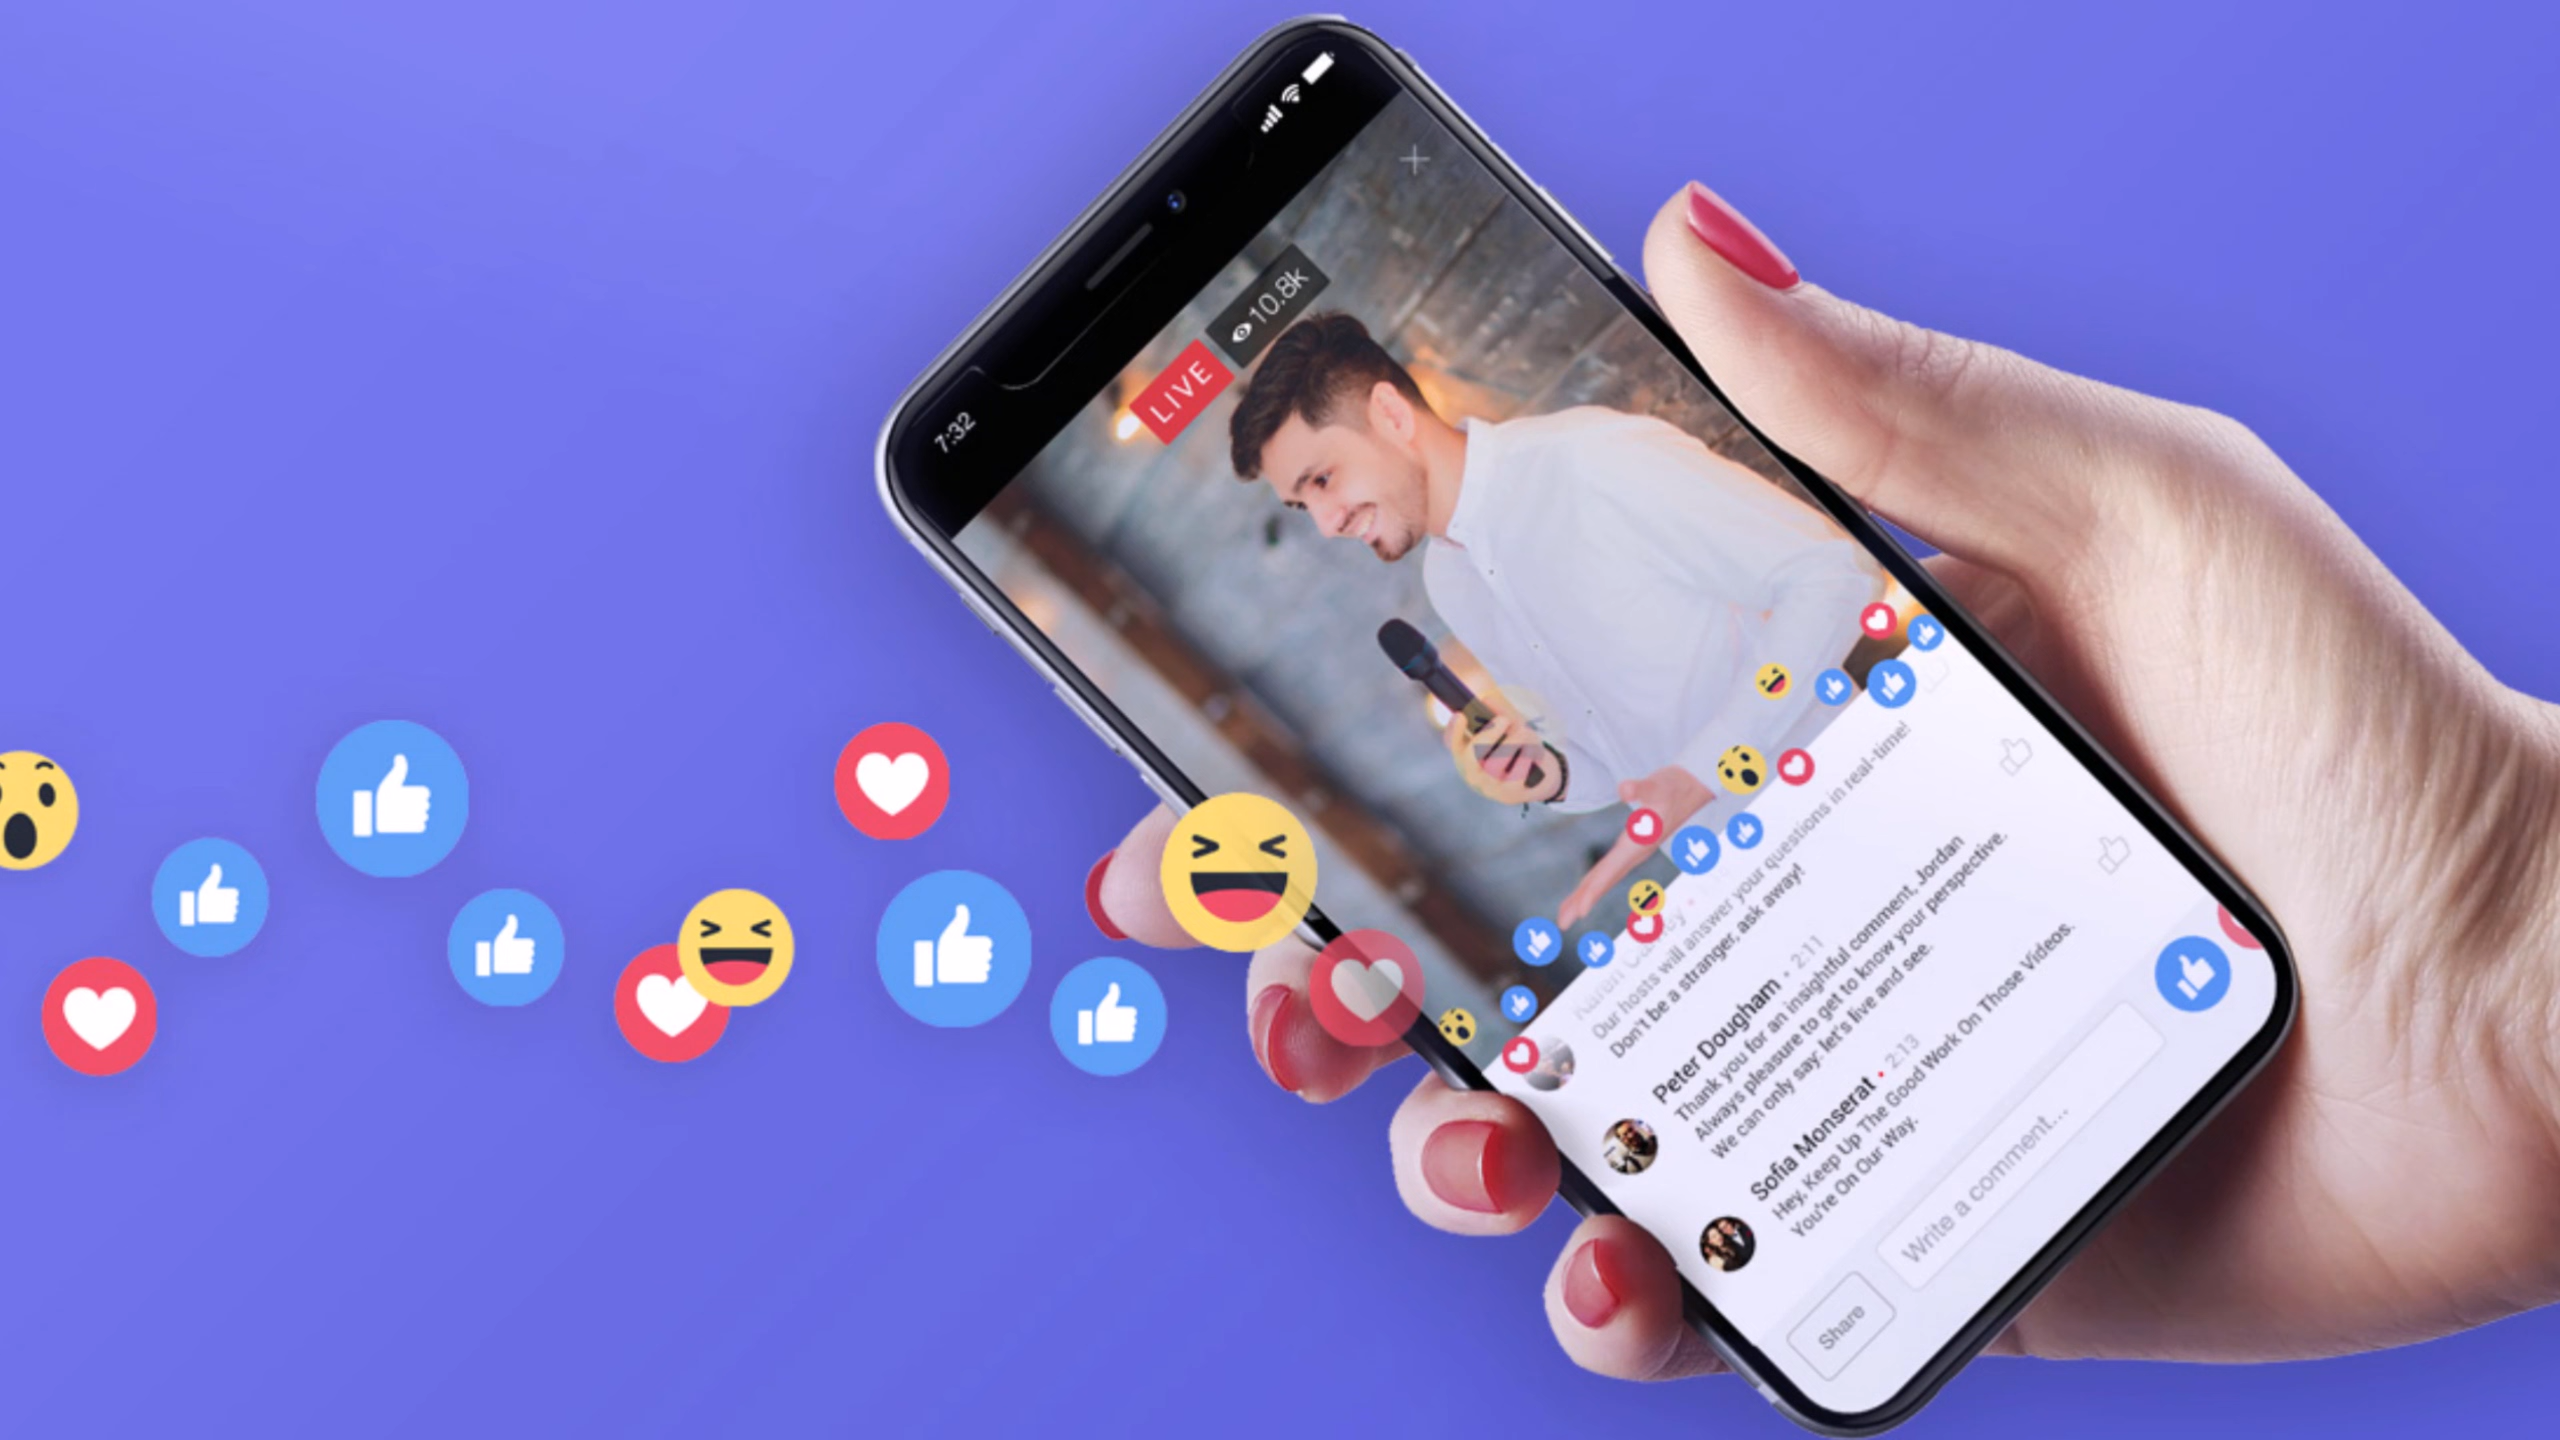 7:32
LIVE
10.8k
Our hosts will answer your questions in real-time!
Don't be a stranger, ask away!
Peter Dougham • 2:11
Thank you for an insightful comment, Jordan
Always pleasure to get to know your perspective.
We can only say: let's live and see.
Sofia Monserat • 2:13
Hey, Keep Up The Good Work On Those Videos.
You're On Our Way.
Write a comment...
Share